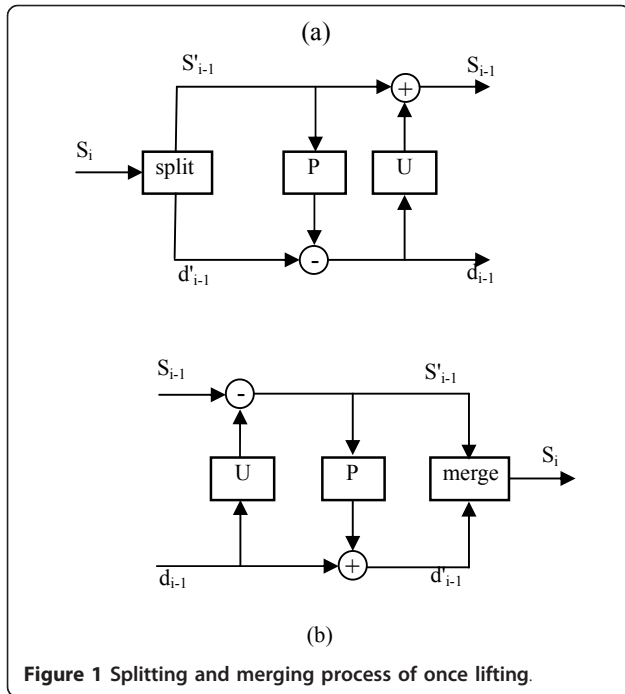 (a)
S'i-1
Si-1
+
Si
split
P
U
-
d'i-1
di-1
Si-1
S'i-1
-
U
P
merge
Si
+
di-1
d'i-1
(b)
Figure 1 Splitting and merging process of once lifting.